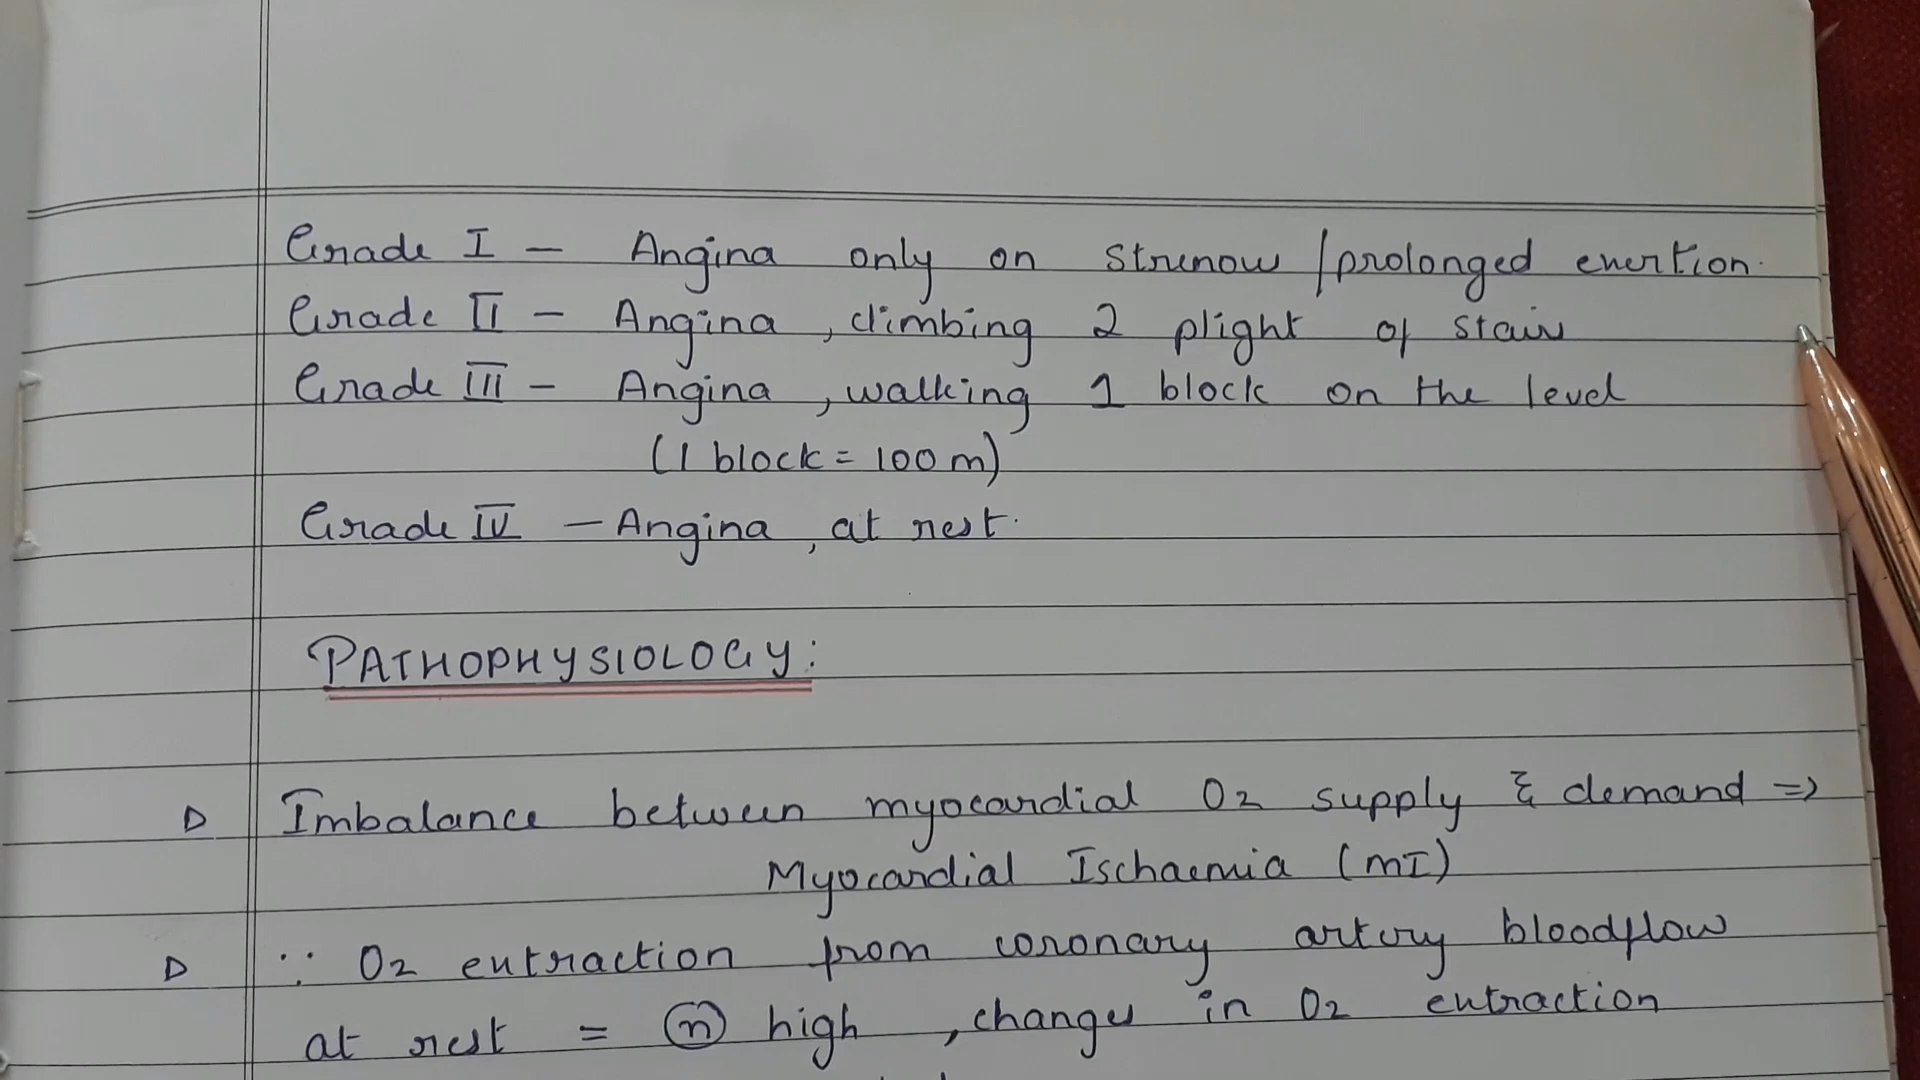 Grade I - Angina only on strenous /prolonged exertion.
Grade II - Angina, climbing 2 plight of stairs
Grade III - Angina, walking 1 block on the level
(1 block = 100 m)
Grade IV - Angina, at rest.
PATHOPHYSIOLOGY:
▷ Imbalance between myocardial O2 supply & demand ⇒
Myocardial Ischaemia (MI)
▷ ∵ O2 extraction from coronary artery bloodflow
at rest = ⓝ high, changes in O2 extraction